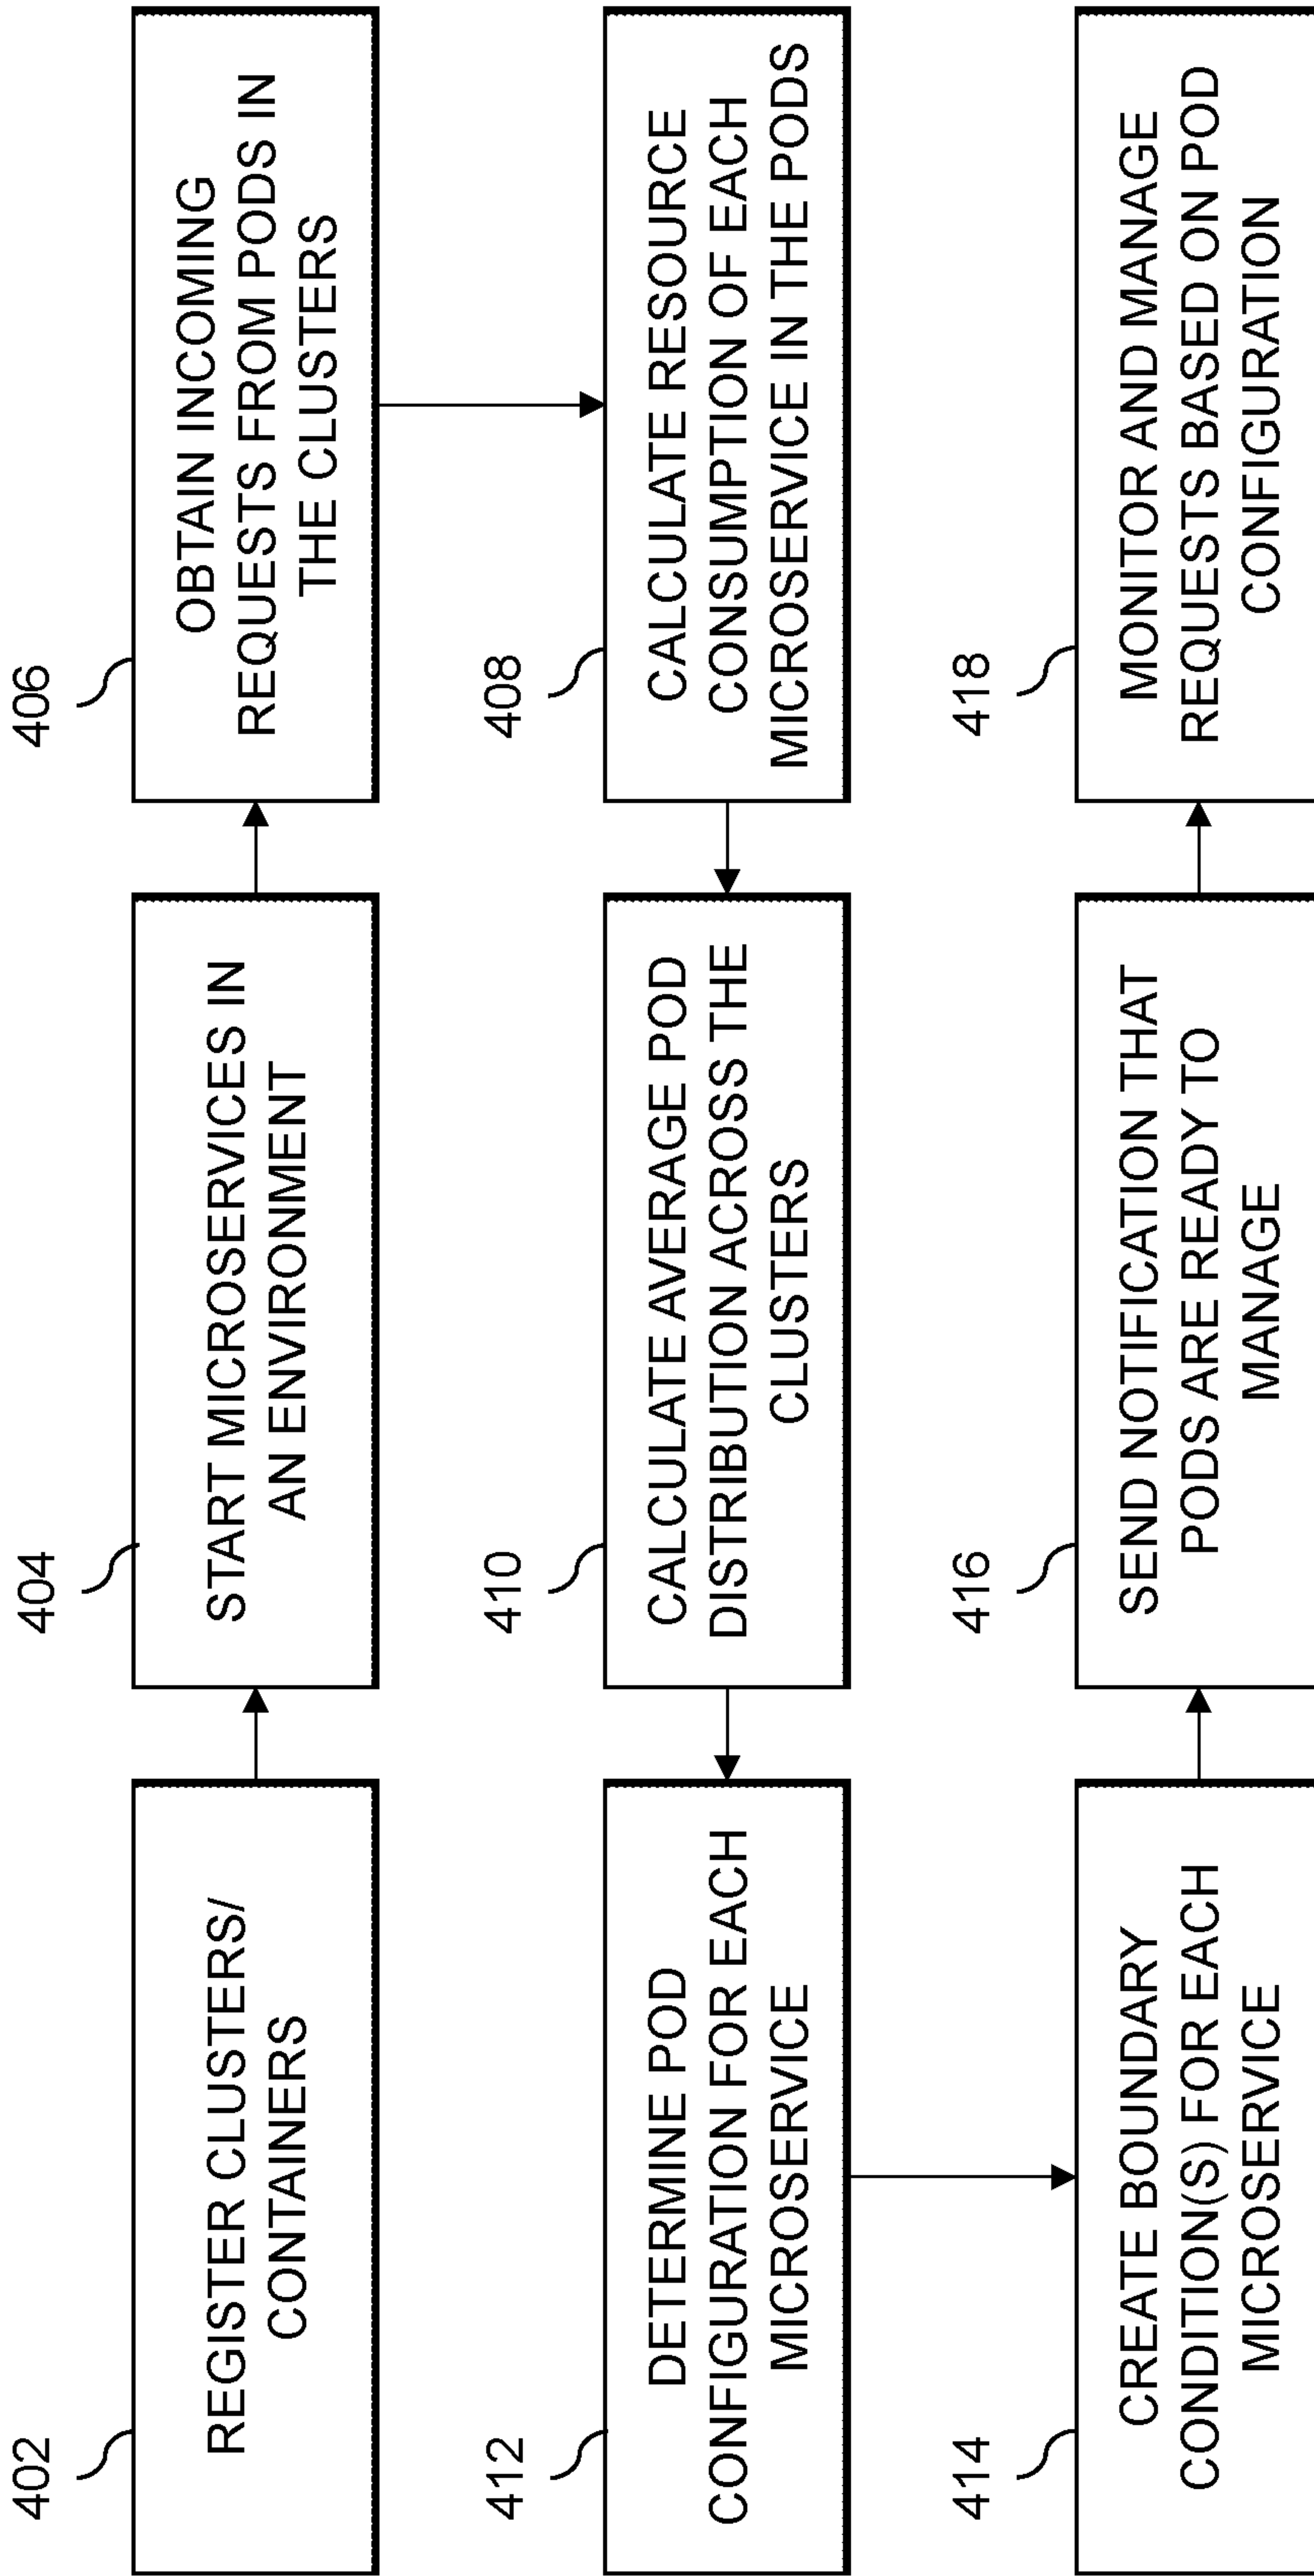 402
REGISTER CLUSTERS/
CONTAINERS
404
START MICROSERVICES IN
AN ENVIRONMENT
406
OBTAIN INCOMING
REQUESTS FROM PODS IN
THE CLUSTERS
408
CALCULATE RESOURCE
CONSUMPTION OF EACH
MICROSERVICE IN THE PODS
410
CALCULATE AVERAGE POD
DISTRIBUTION ACROSS THE
CLUSTERS
412
DETERMINE POD
CONFIGURATION FOR EACH
MICROSERVICE
414
CREATE BOUNDARY
CONDITION(S) FOR EACH
MICROSERVICE
416
SEND NOTIFICATION THAT
PODS ARE READY TO
MANAGE
418
MONITOR AND MANAGE
REQUESTS BASED ON POD
CONFIGURATION